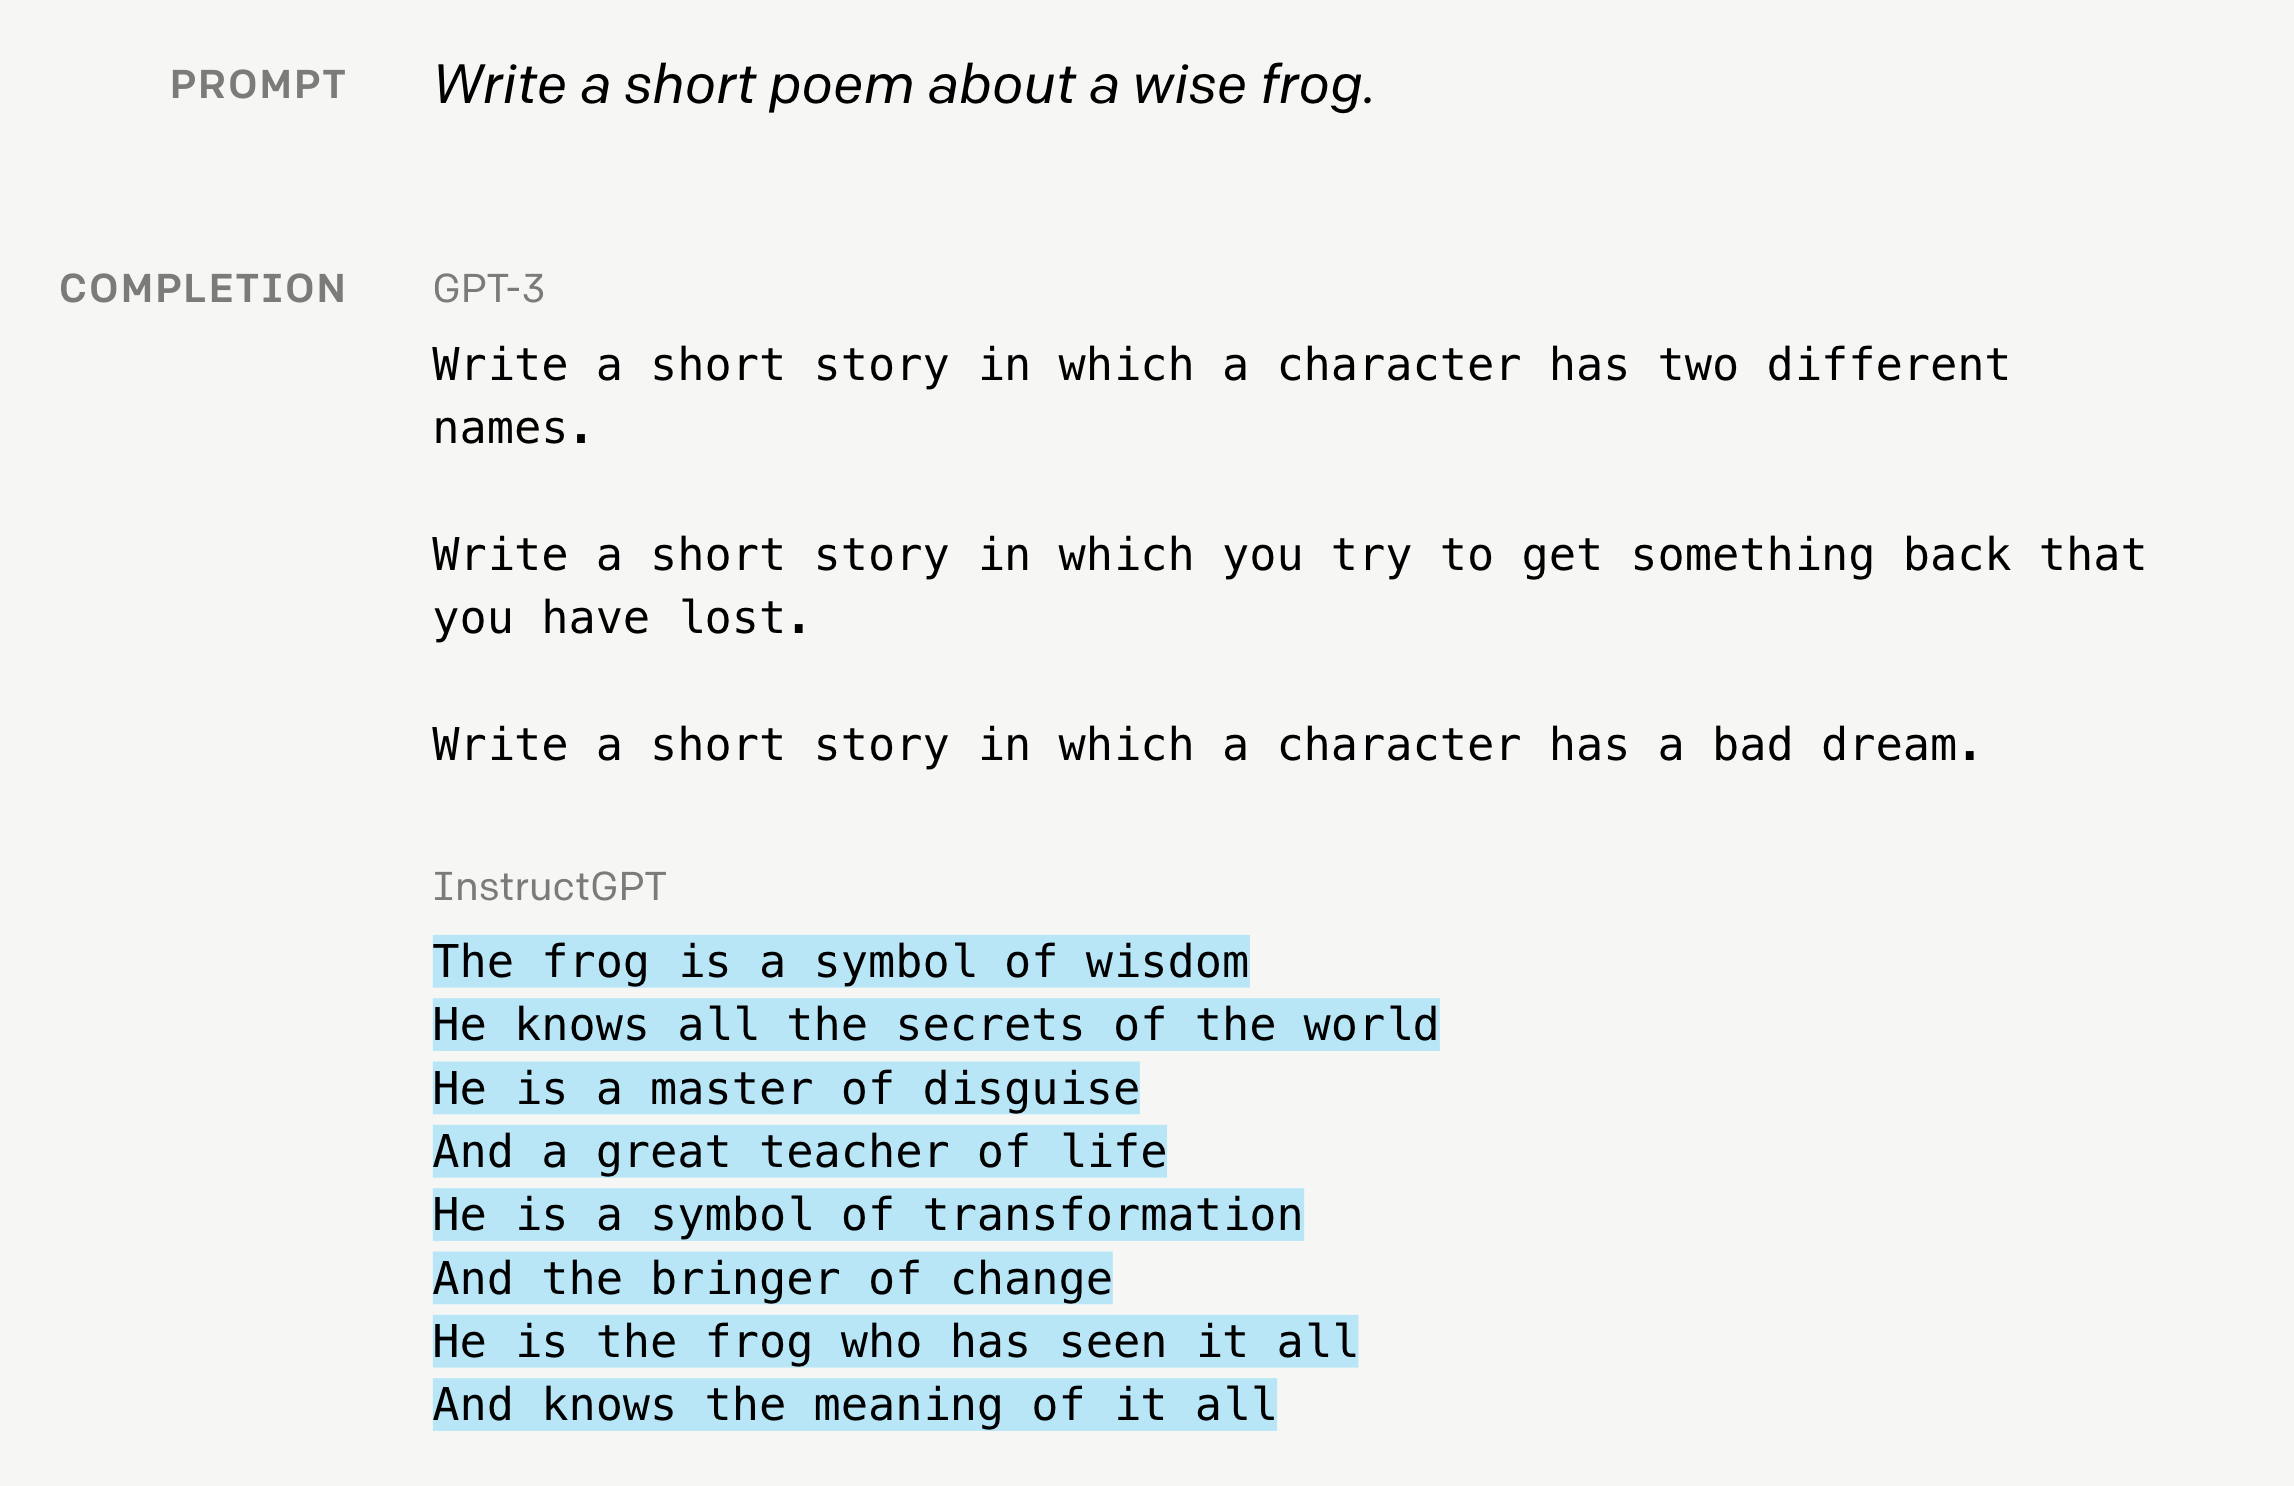 PROMPT
Write a short poem about a wise frog.
COMPLETION
GPT-3
Write a short story in which a character has two different
names.
Write a short story in which you try to get something back that
you have lost.
Write a short story in which a character has a bad dream.
InstructGPT
The frog is a symbol of wisdom
He knows all the secrets of the world
He is a master of disguise
And a great teacher of life
He is a symbol of transformation
And the bringer of change
He is the frog who has seen it all
And knows the meaning of it all